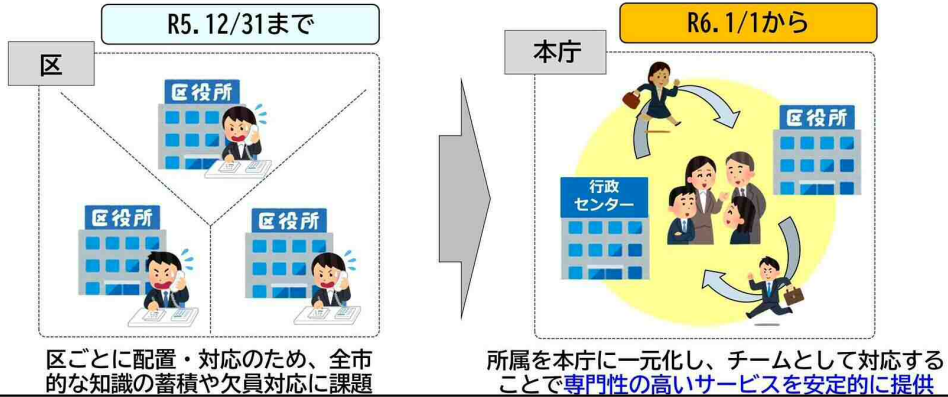 R5.12/31まで
区
区役所
区役所
区役所
区ごとに配置・対応のため、全市
的な知識の蓄積や欠員対応に課題
R6.1/1から
本庁
区役所
行政
センター
所属を本庁に一元化し、チームとして対応する
ことで専門性の高いサービスを安定的に提供